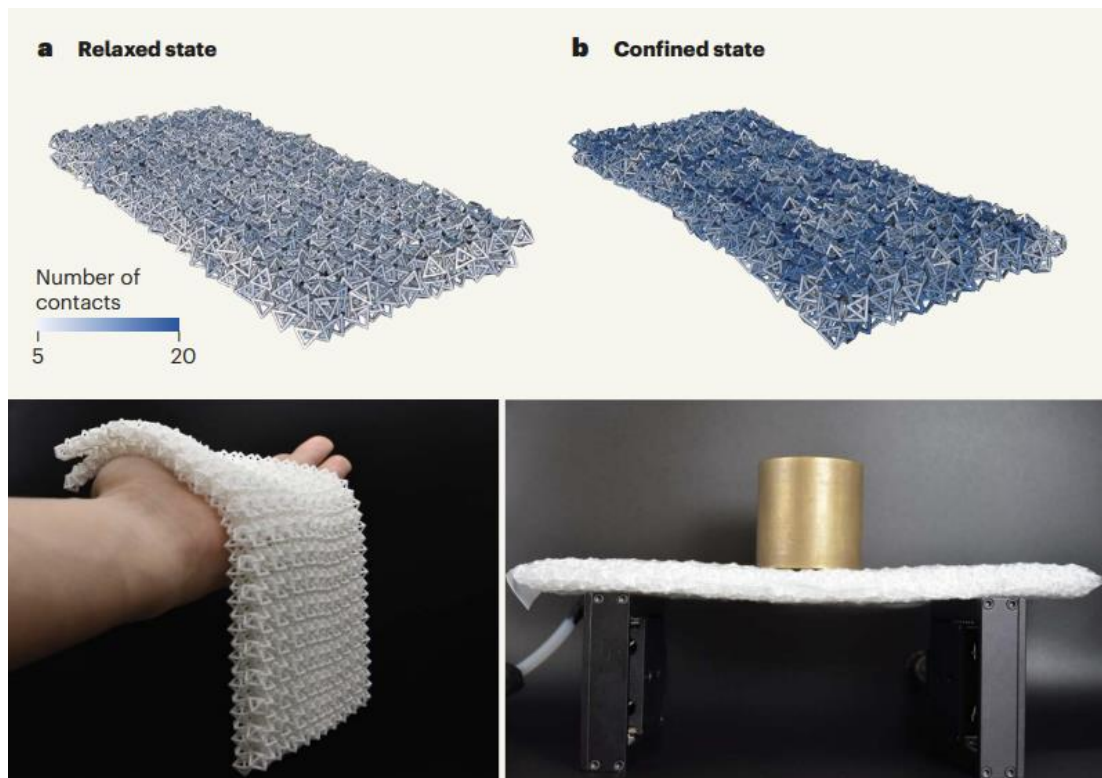 a Relaxed state
b Confined state
Number of
contacts
5 20